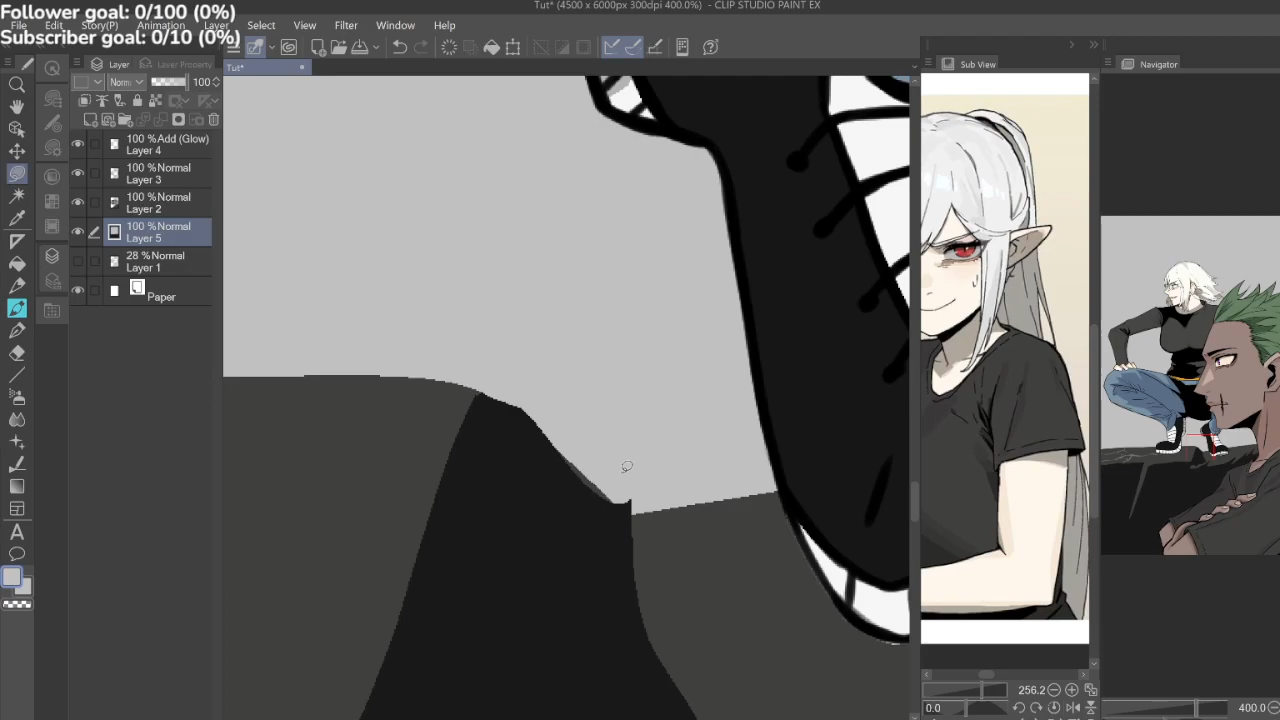 Tut* (4500 x 6000px 300dpi 400.0%) - CLIP STUDIO PAINT EX
Follower goal: 0/100 (0%)
File Edit Story(P) Animation Layer Select View Filter Window Help
Subscriber goal: 0/10 (0%)
Layer Layer Property
Tut*
Sub View
Navigator
Norm 100
100 %Add (Glow)
Layer 4
100 %Normal
Layer 3
100 %Normal
Layer 2
100 %Normal
Layer 5
28 %Normal
Layer 1
Paper
A
256.2
0.0
400.0